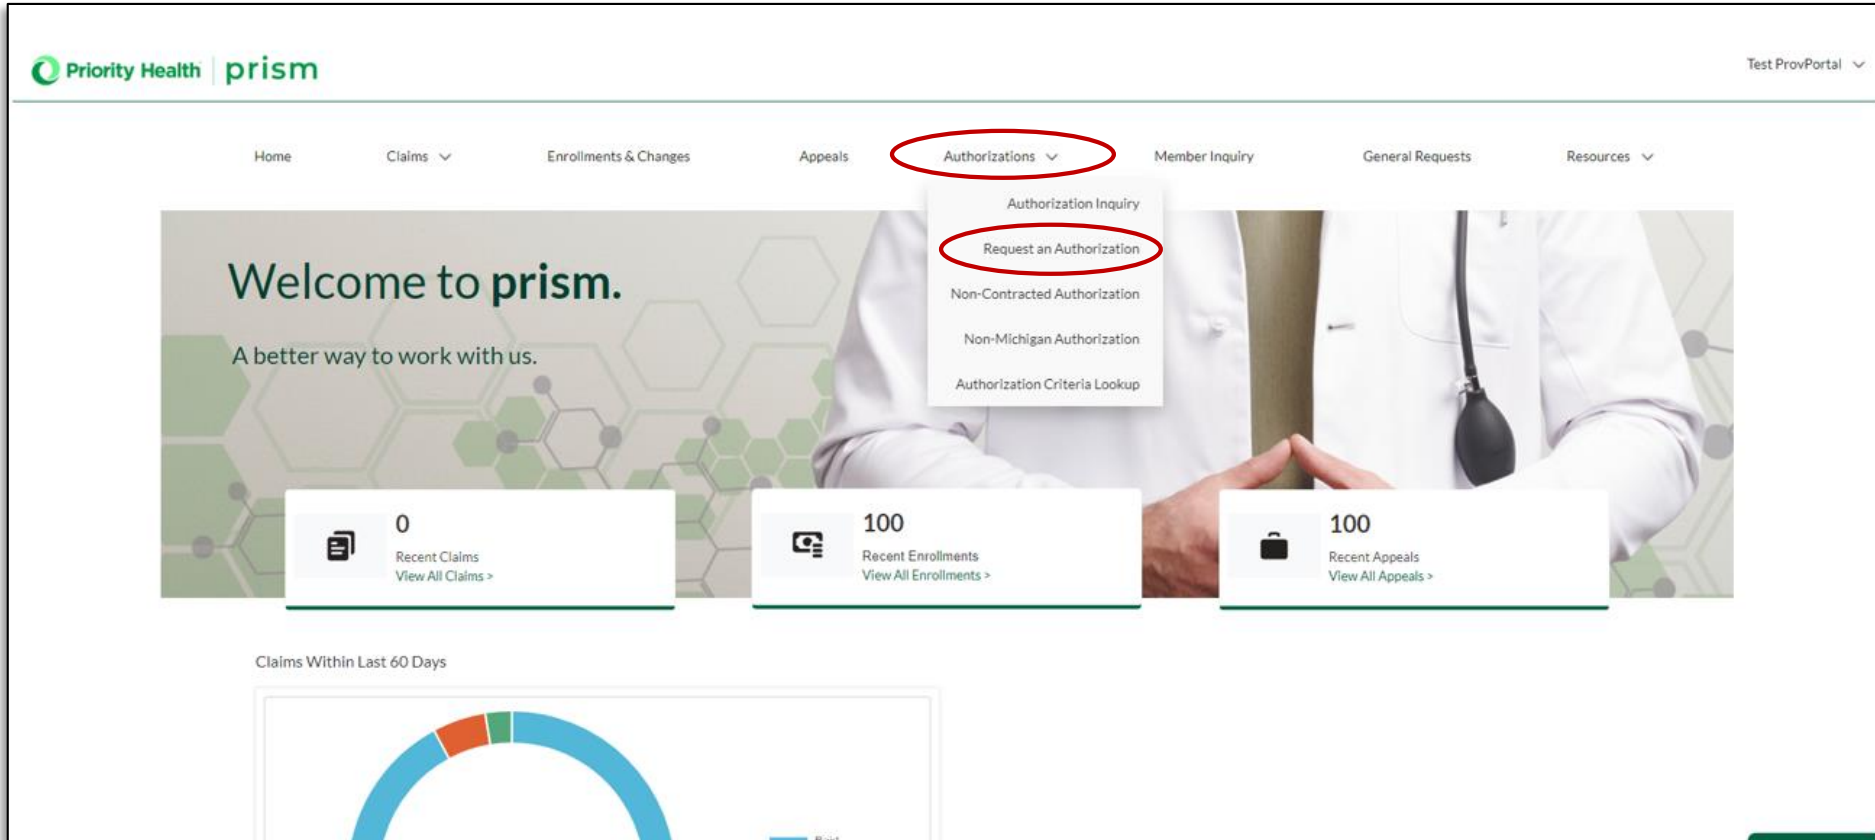 Priority Health prism
Test ProvPortal
Home Claims Enrollments & Changes Appeals Authorizations Member Inquiry General Requests Resources
Authorization Inquiry
Request an Authorization
Non-Contracted Authorization
Non-Michigan Authorization
Authorization Criteria Lookup
Welcome to prism.
A better way to work with us.
0
Recent Claims
View All Claims >
100
Recent Enrollments
View All Enrollments >
100
Recent Appeals
View All Appeals >
Claims Within Last 60 Days